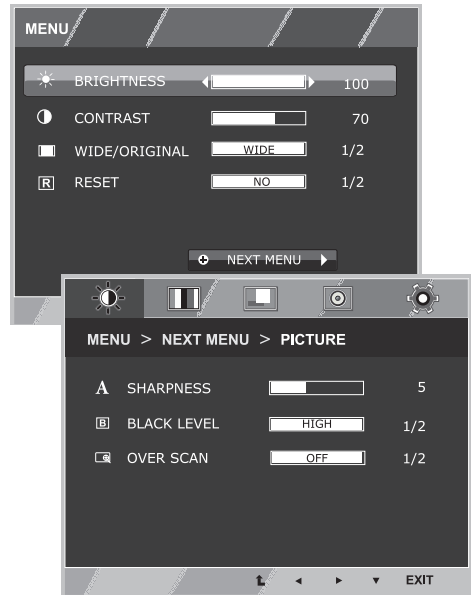 MENU
BRIGHTNESS 100
CONTRAST 70
WIDE/ORIGINAL WIDE 1/2
R RESET NO 1/2
NEXT MENU
MENU > NEXT MENU > PICTURE
A SHARPNESS 5
B BLACK LEVEL HIGH 1/2
OVER SCAN OFF 1/2
EXIT